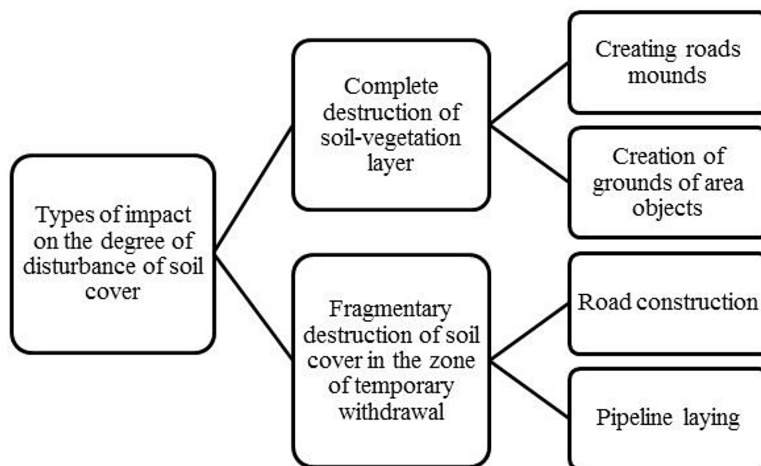 Types of impact
on the degree of
disturbance of soil
cover
Complete
destruction of
soil-vegetation
layer
Creating roads
mounds
Creation of
grounds of area
objects
Fragmentary
destruction of soil
cover in the zone
of temporary
withdrawal
Road construction
Pipeline laying